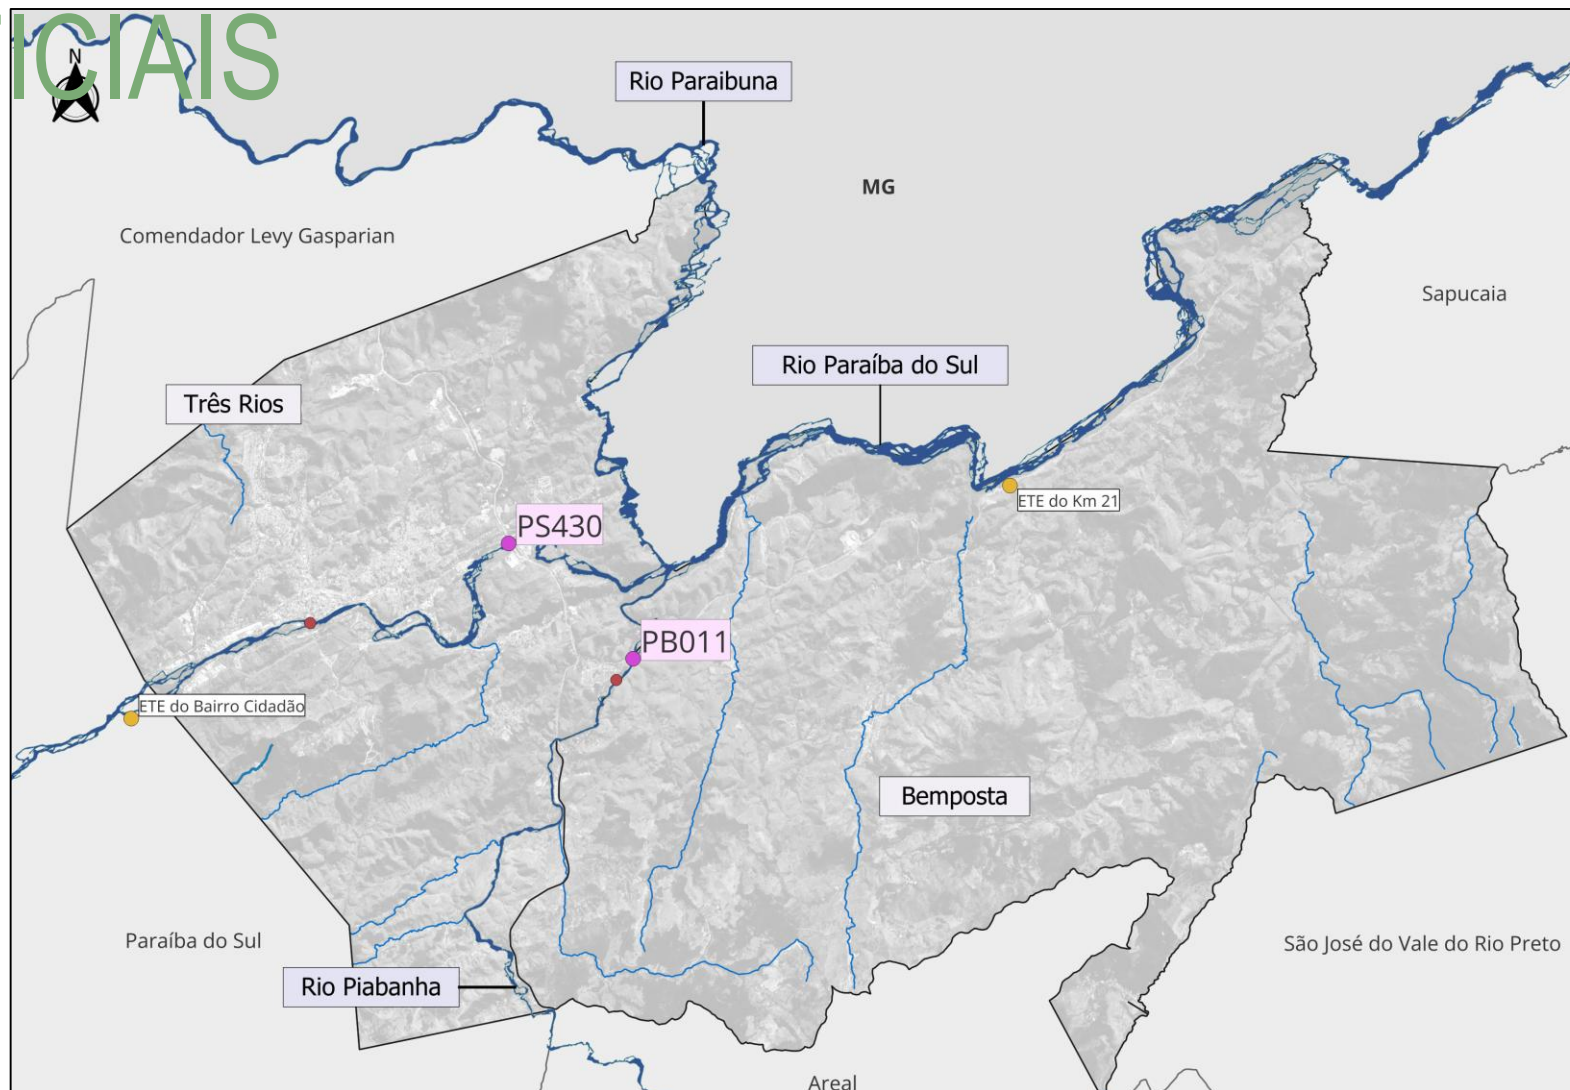 ICIAIS
N
Rio Paraibuna
MG
Comendador Levy Gasparian
Sapucaia
Rio Paraíba do Sul
Três Rios
ETE do Km 21
PS430
PB011
ETE do Bairro Cidadão
Bemposta
Paraíba do Sul
São José do Vale do Rio Preto
Rio Piabanha
Areal